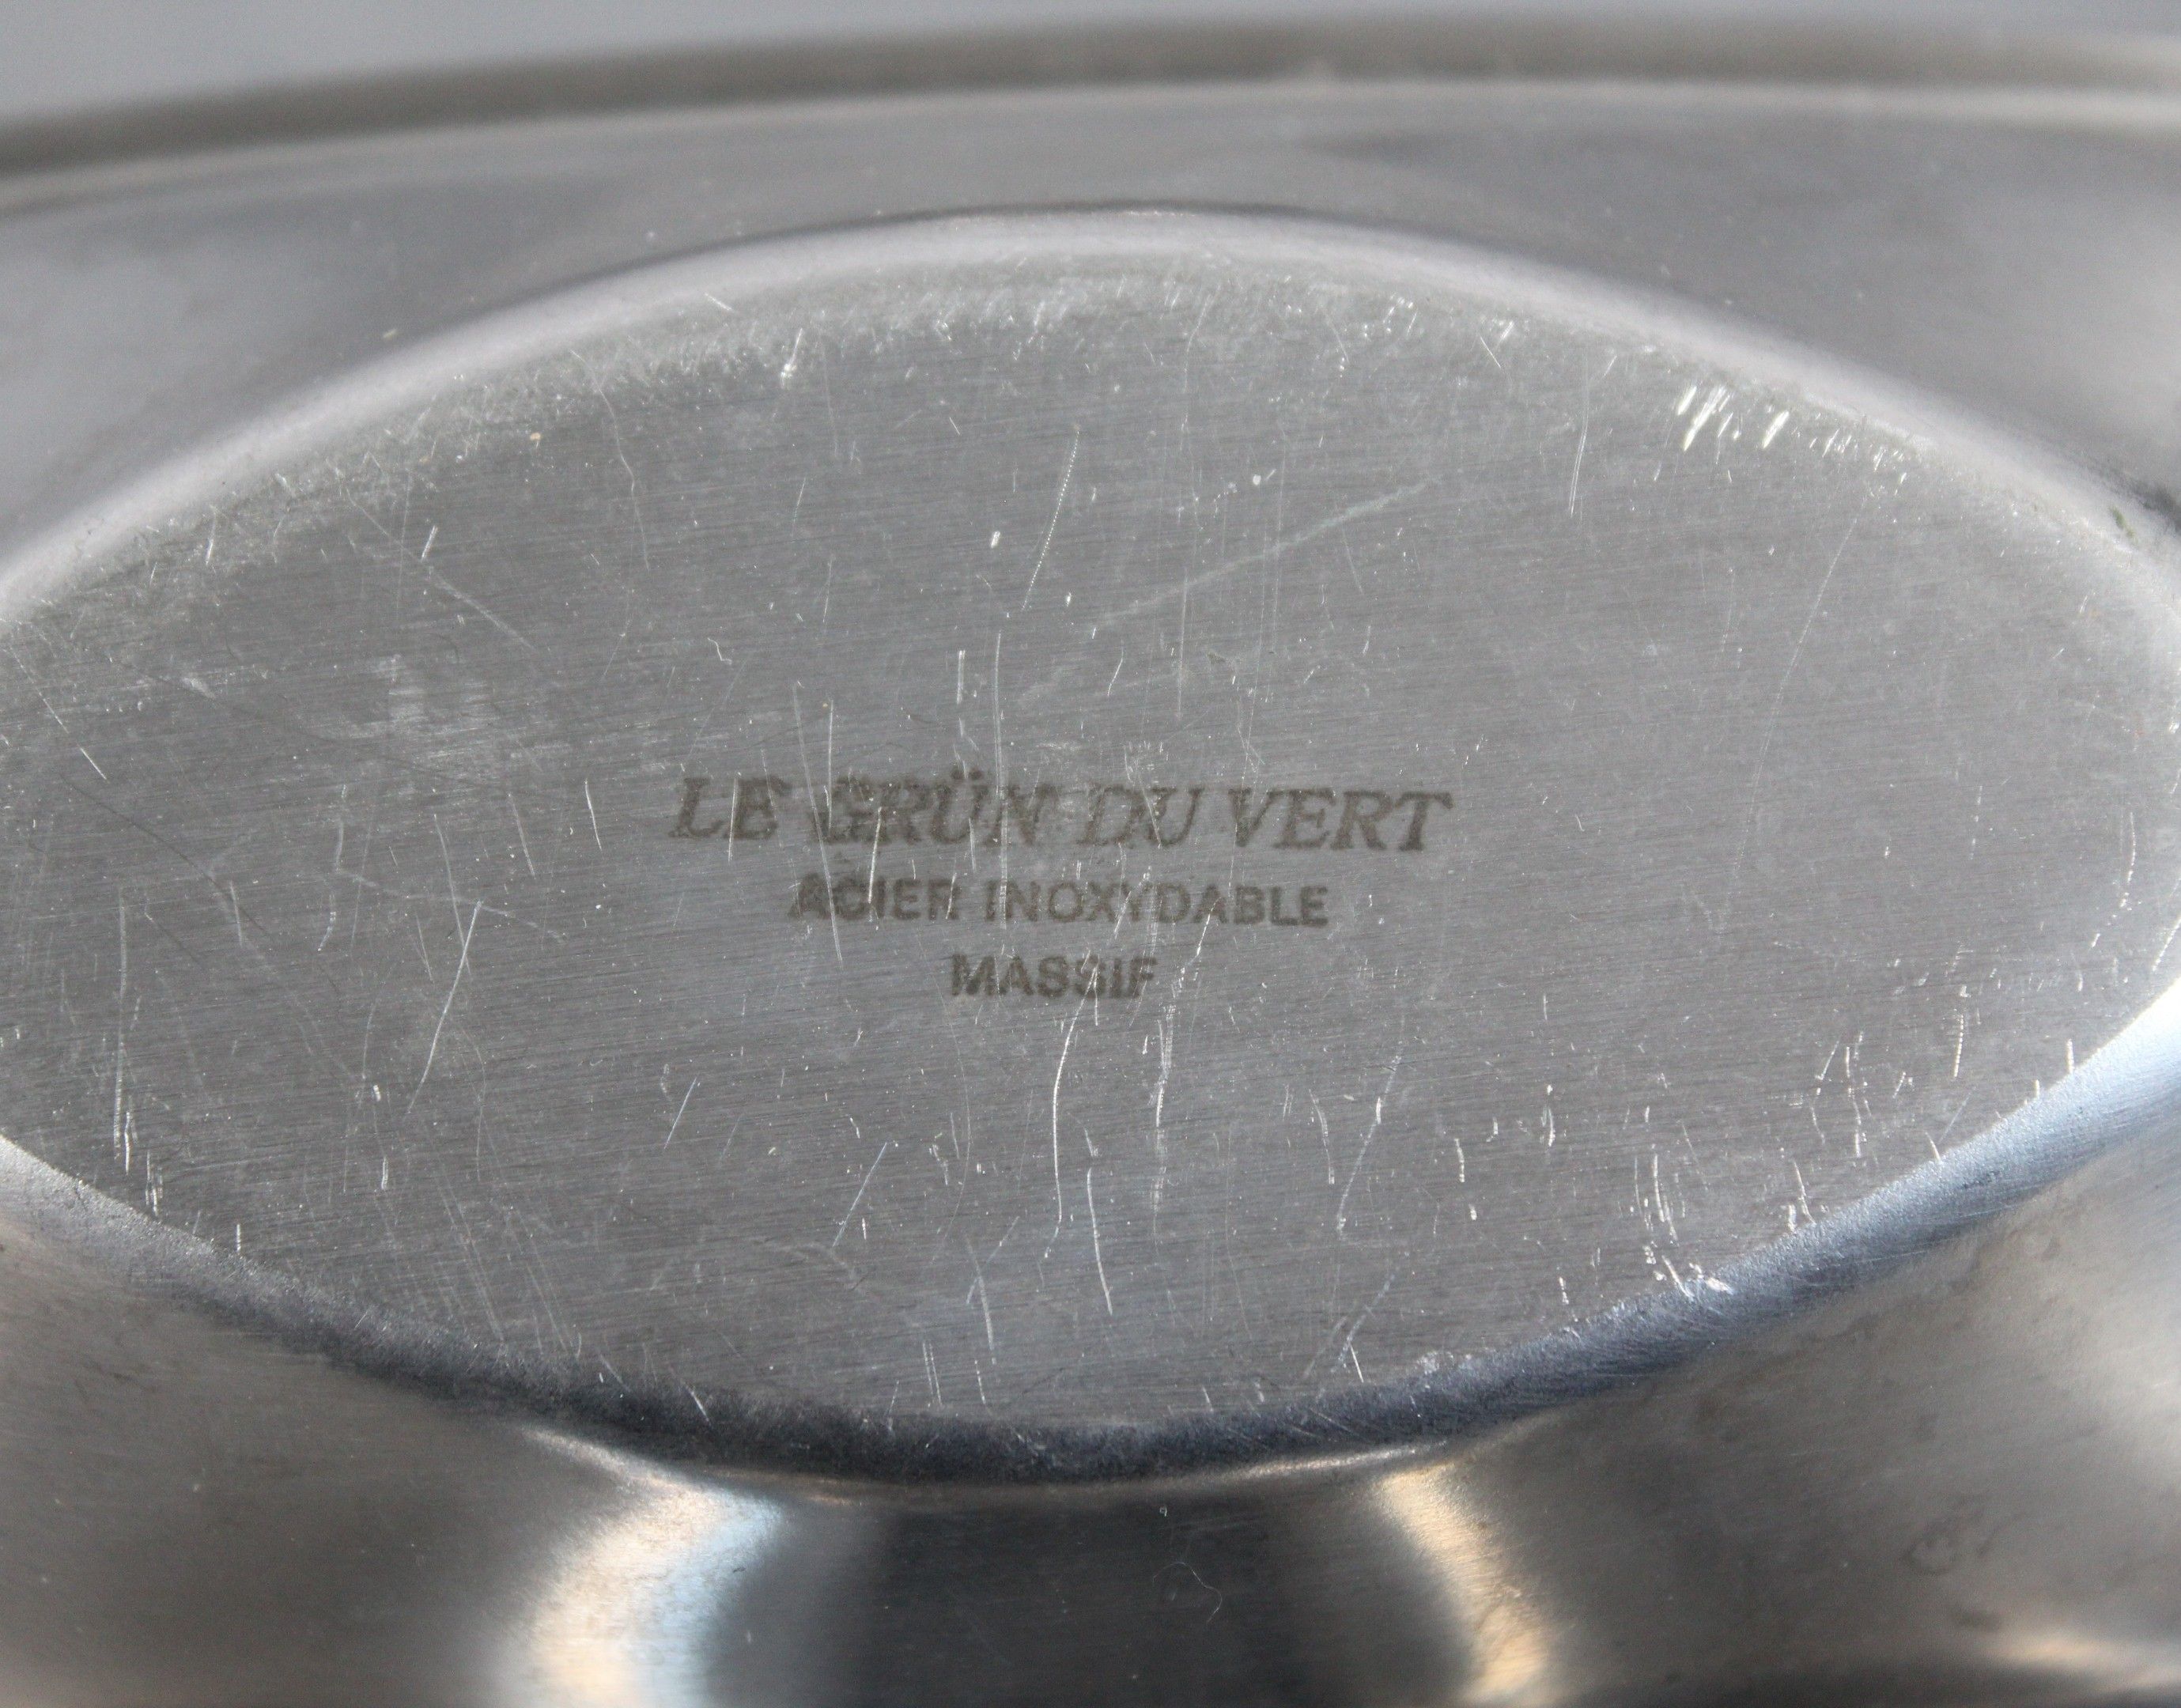 LE GRÜN DU VERT
ACIER INOXYDABLE
MASSIF